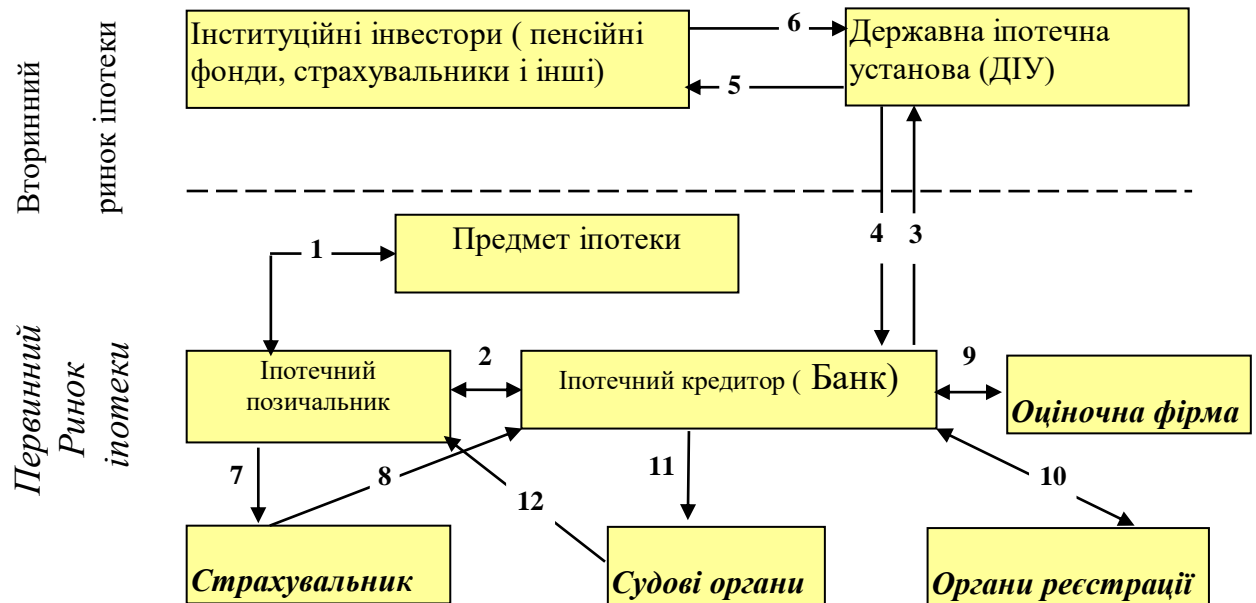 Вторинний
ринок іпотеки
Інституційні інвестори ( пенсійні
фонди, страхувальники і інші)
6
5
Державна іпотечна
установа (ДІУ)
4
3
1
Предмет іпотеки
Первинний
Ринок
іпотеки
Іпотечний
позичальник
2
Іпотечний кредитор ( Банк)
9
Оціночна фірма
7
8
12
11
10
Страхувальник
Судові органи
Органи реєстрації